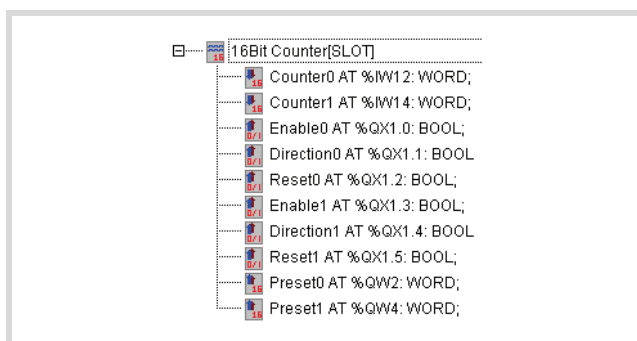 16Bit Counter[SLOT]
Counter0 AT %IW12: WORD;
Counter1 AT %IW14: WORD;
Enable0 AT %QX1.0: BOOL;
Direction0 AT %QX1.1: BOOL
Reset0 AT %QX1.2: BOOL;
Enable1 AT %QX1.3: BOOL;
Direction1 AT %QX1.4: BOOL
Reset1 AT %QX1.5: BOOL;
Preset0 AT %QW2: WORD;
Preset1 AT %QW4: WORD;